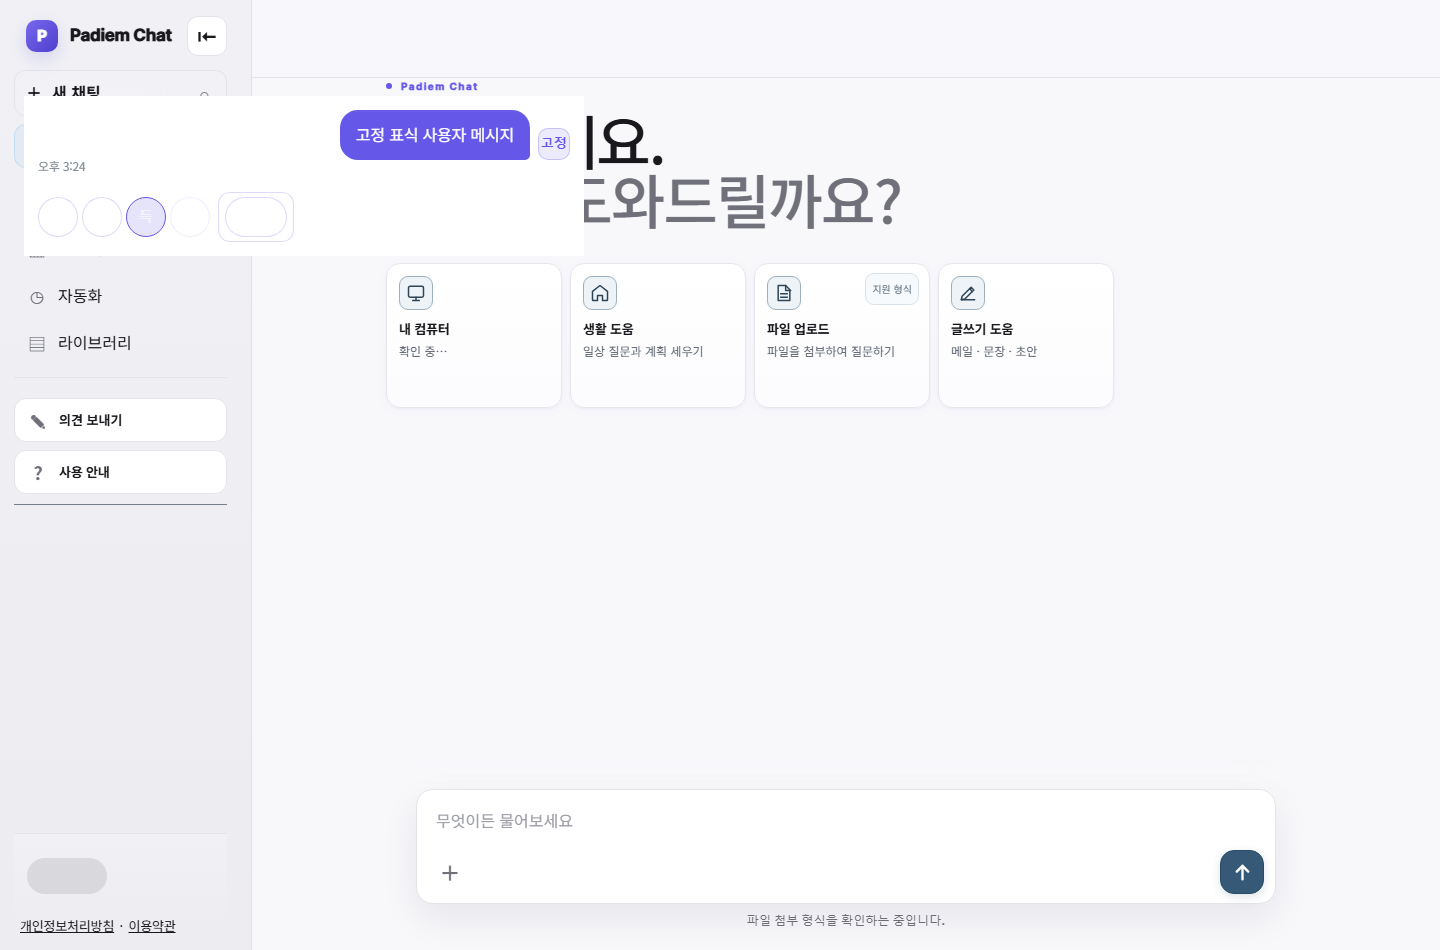 P
Padiem Chat
+ 새 채팅
고정 표식 사용자 메시지
고정
오후 3:24
자동화
라이브러리
의견 보내기
? 사용 안내
개인정보처리방침 · 이용약관
Padiem Chat
요.
도와드릴까요?
내 컴퓨터
확인 중…
생활 도움
일상 질문과 계획 세우기
지원 형식
파일 업로드
파일을 첨부하여 질문하기
글쓰기 도움
메일 · 문장 · 초안
무엇이든 물어보세요
파일 첨부 형식을 확인하는 중입니다.